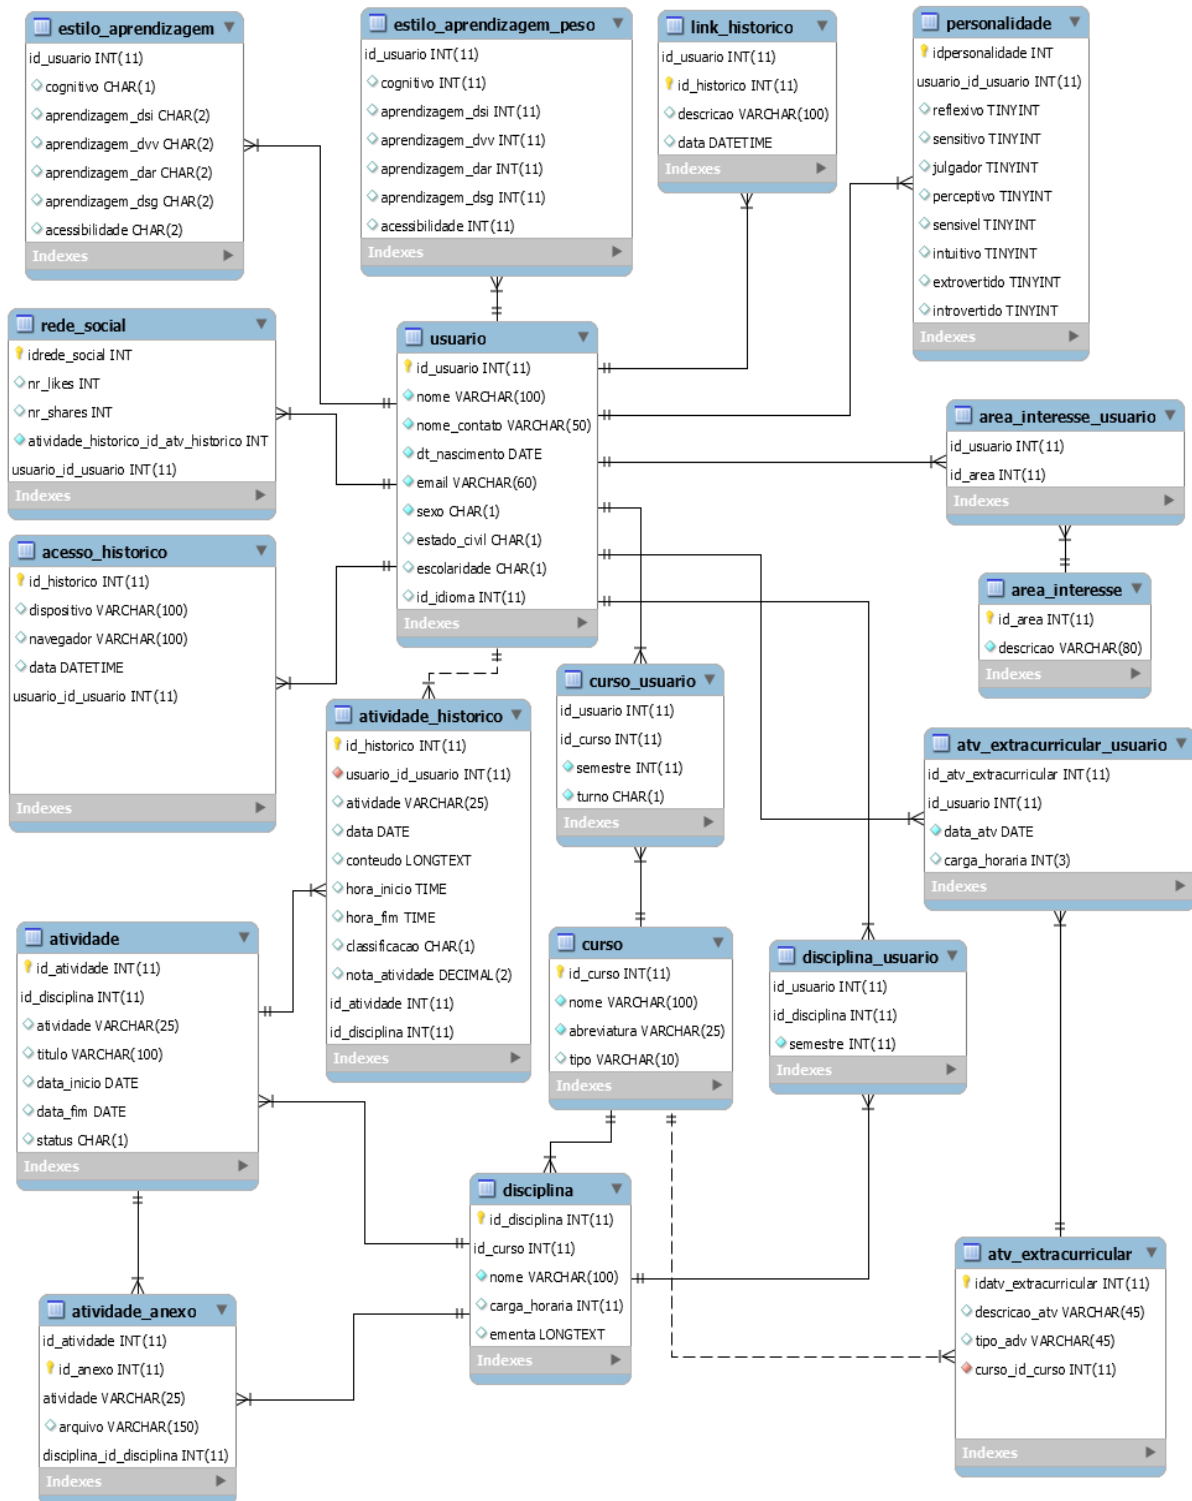 estilo_aprendizagem
id_usuario INT(11)
cognitivo CHAR(1)
aprendizagem_dsi CHAR(2)
aprendizagem_dvv CHAR(2)
aprendizagem_dar CHAR(2)
aprendizagem_dsg CHAR(2)
acessibilidade CHAR(2)
Indexes
estilo_aprendizagem_peso
id_usuario INT(11)
cognitivo INT(11)
aprendizagem_dsi INT(11)
aprendizagem_dvv INT(11)
aprendizagem_dar INT(11)
aprendizagem_dsg INT(11)
acessibilidade INT(11)
Indexes
link_historico
id_usuario INT(11)
id_historico INT(11)
descricao VARCHAR(100)
data DATETIME
Indexes
personalidade
idpersonalidade INT
usuario_id_usuario INT(11)
reflexivo TINYINT
sensitivo TINYINT
julgador TINYINT
perceptivo TINYINT
sensivel TINYINT
intuitivo TINYINT
extrovertido TINYINT
introvertido TINYINT
Indexes
rede_social
idrede_social INT
nr_likes INT
nr_shares INT
atividade_historico_id_atv_historico INT
usuario_id_usuario INT(11)
Indexes
usuario
id_usuario INT(11)
nome VARCHAR(100)
nome_contato VARCHAR(50)
dt_nascimento DATE
email VARCHAR(60)
sexo CHAR(1)
estado_civil CHAR(1)
escolaridade CHAR(1)
id_idioma INT(11)
Indexes
area_interesse_usuario
id_usuario INT(11)
id_area INT(11)
Indexes
acesso_historico
id_historico INT(11)
dispositivo VARCHAR(100)
navegador VARCHAR(100)
data DATETIME
usuario_id_usuario INT(11)
Indexes
area_interesse
id_area INT(11)
descricao VARCHAR(80)
Indexes
atividade_historico
id_historico INT(11)
usuario_id_usuario INT(11)
atividade VARCHAR(25)
data DATE
conteudo LONGTEXT
hora_inicio TIME
hora_fim TIME
classificacao CHAR(1)
nota_atividade DECIMAL(2)
id_atividade INT(11)
id_disciplina INT(11)
Indexes
curso_usuario
id_usuario INT(11)
id_curso INT(11)
semestre INT(11)
turno CHAR(1)
Indexes
atv_extracurricular_usuario
id_atv_extracurricular INT(11)
id_usuario INT(11)
data_atv DATE
carga_horaria INT(3)
Indexes
atividade
id_atividade INT(11)
id_disciplina INT(11)
atividade VARCHAR(25)
titulo VARCHAR(100)
data_inicio DATE
data_fim DATE
status CHAR(1)
Indexes
curso
id_curso INT(11)
nome VARCHAR(100)
abreviatura VARCHAR(25)
tipo VARCHAR(10)
Indexes
disciplina_usuario
id_usuario INT(11)
id_disciplina INT(11)
semestre INT(11)
Indexes
disciplina
id_disciplina INT(11)
id_curso INT(11)
nome VARCHAR(100)
carga_horaria INT(11)
ementa LONGTEXT
Indexes
atv_extracurricular
idatv_extracurricular INT(11)
descricao_atv VARCHAR(45)
tipo_adv VARCHAR(45)
curso_id_curso INT(11)
Indexes
atividade_anexo
id_atividade INT(11)
id_anexo INT(11)
atividade VARCHAR(25)
arquivo VARCHAR(150)
disciplina_id_disciplina INT(11)
Indexes